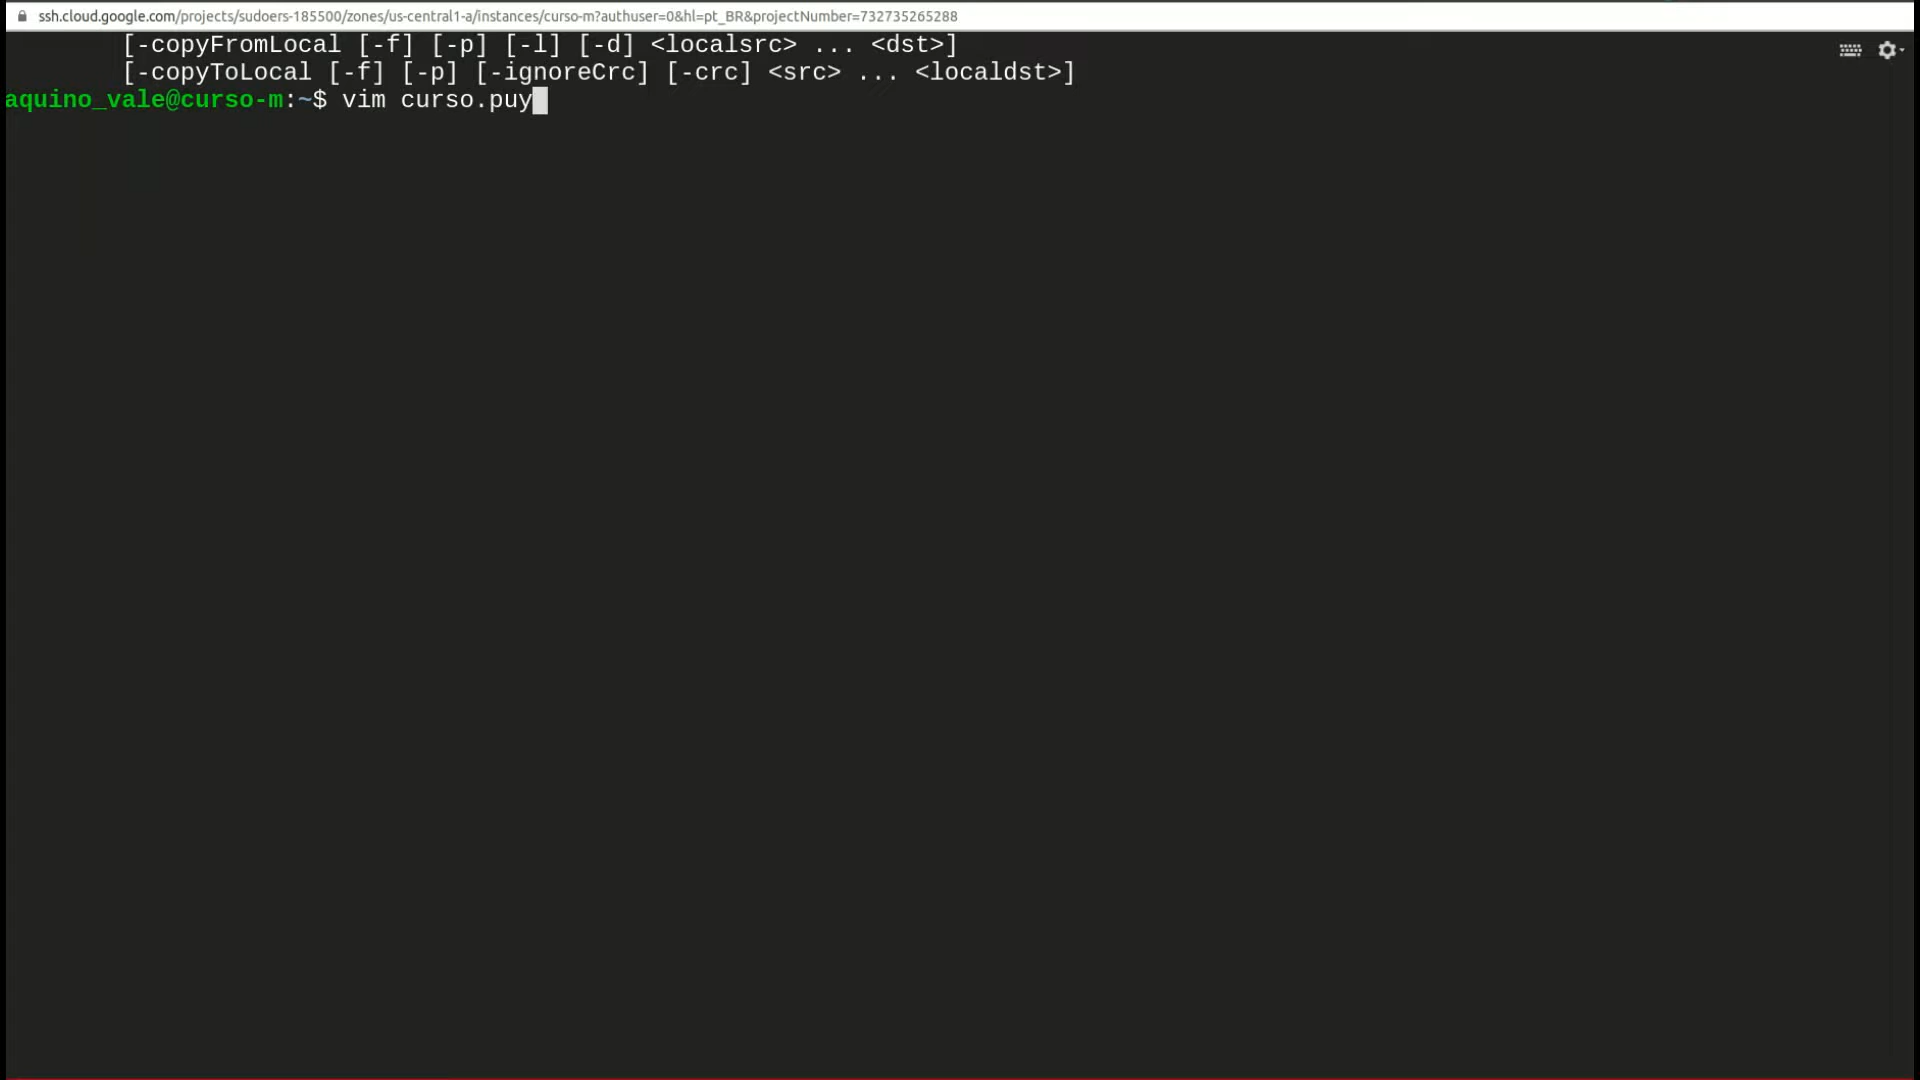 ssh.cloud.google.com/projects/sudoers-185500/zones/us-central1-a/instances/curso-m?authuser=0&hl=pt_BR&projectNumber=732735265288
[-copyFromLocal [-f] [-p] [-l] [-d] <localsrc> ... <dst>]
[-copyToLocal [-f] [-p] [-ignoreCrc] [-crc] <src> ... <localdst>]
aquino_vale@curso-m:~$ vim curso.puy